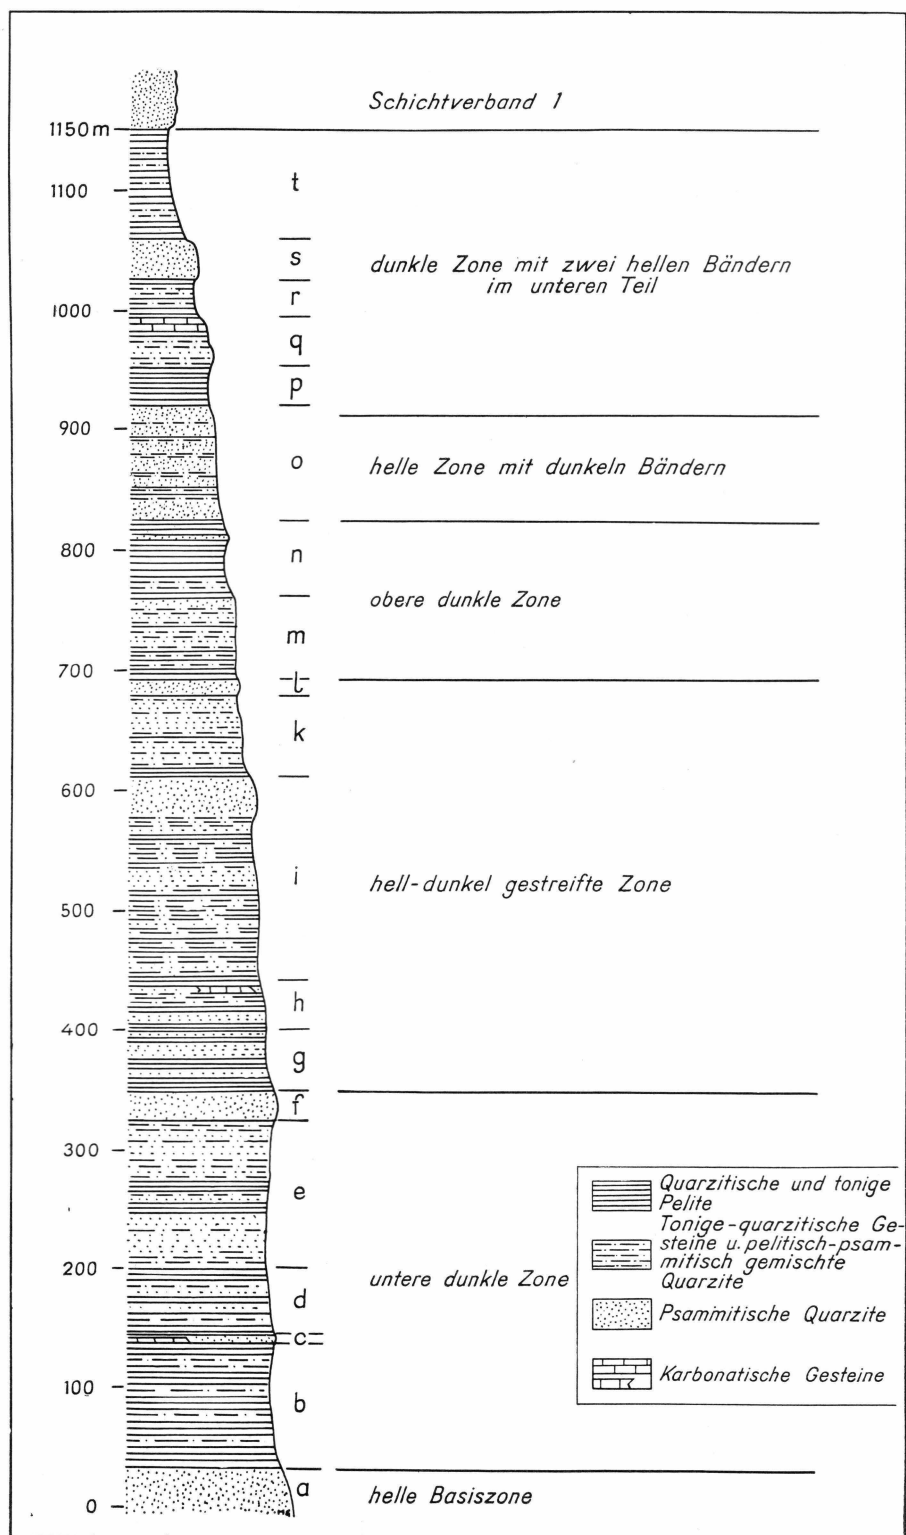 Schichtverband 1
1150 m
t
1100
s
dunkle Zone mit zwei hellen Bändern
im unteren Teil
r
1000
q
p
900
o
helle Zone mit dunkeln Bändern
800
n
obere dunkle Zone
m
700
l
k
600
i
hell-dunkel gestreifte Zone
500
h
400
g
f
300
e
200
untere dunkle Zone
d
c
100
b
a
0
helle Basiszone
Quarzitische und tonige
Pelite
Tonige-quarzitische Ge-
steine u. pelitisch-psam-
mitisch gemischte
Quarzite
Psammitische Quarzite
Karbonatische Gesteine